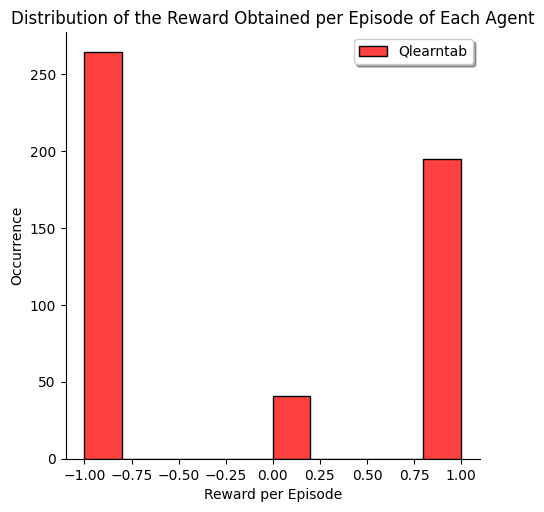 Distribution of the Reward Obtained per Episode of Each Agent
Qlearntab
Occurrence
250
200
150
100
50
0
−1.00 −0.75 −0.50 −0.25 0.00 0.25 0.50 0.75 1.00
Reward per Episode